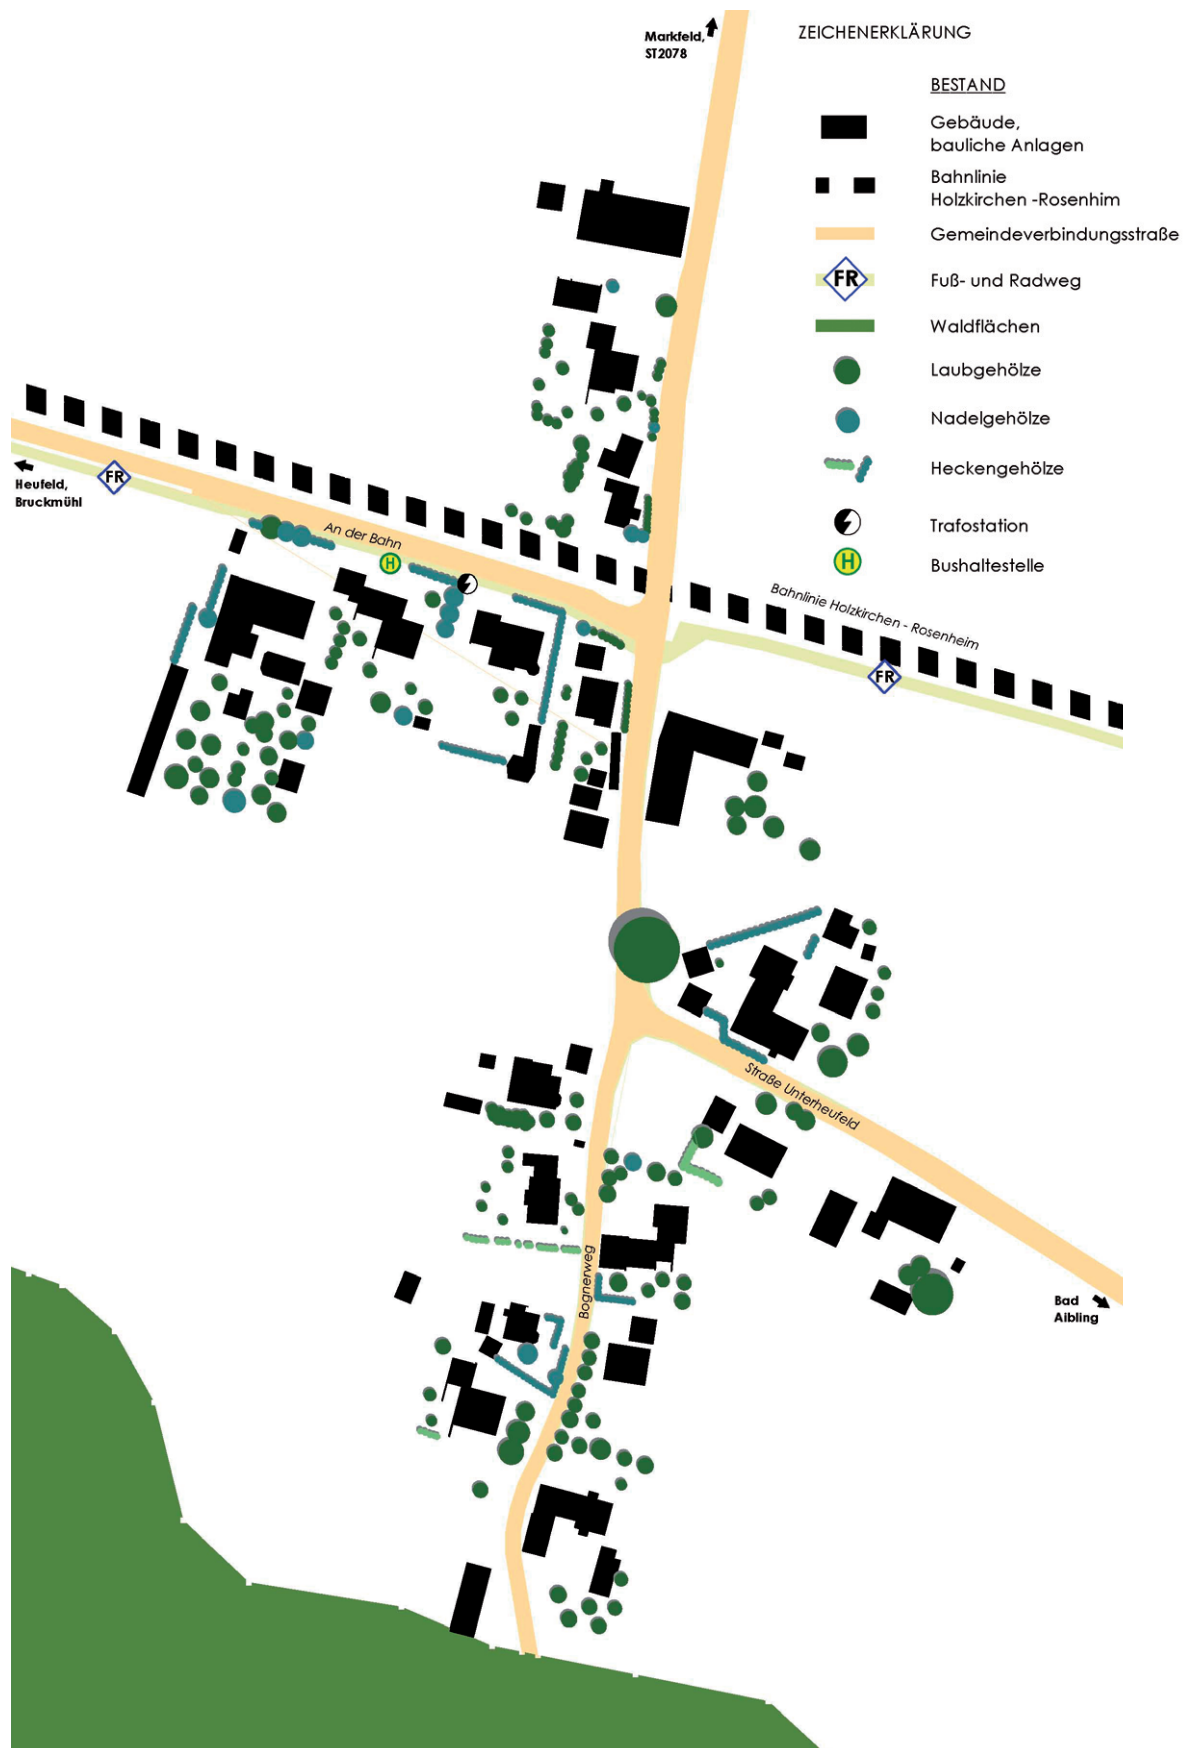 Markfeld,
ST2078
ZEICHENERKLÄRUNG
BESTAND
Gebäude,
bauliche Anlagen
Bahnlinie
Holzkirchen -Rosenhim
Gemeindeverbindungsstraße
FR
Fuß- und Radweg
Waldflächen
Laubgehölze
Nadelgehölze
Heckengehölze
Trafostation
H
Bushaltestelle
FR
Heufeld,
Bruckmühl
An der Bahn
H
Bahnlinie Holzkirchen - Rosenheim
FR
Straße Unterheufeld
Bognerweg
Bad
Aibling